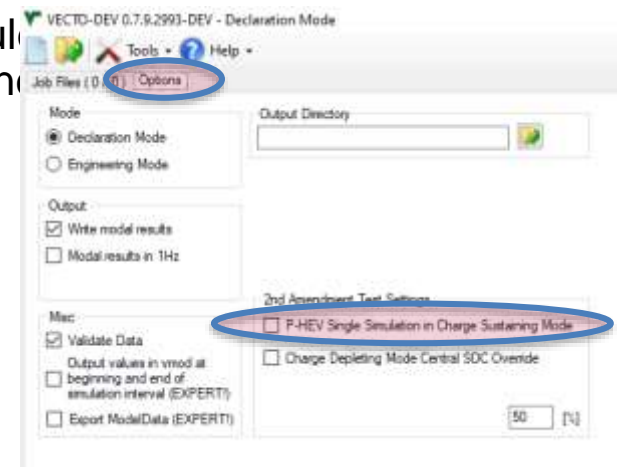 VECTO-DEV 0.7.9.2993-DEV - Declaration Mode
Tools Help
Job Files ( 0 / 0 ) Options
Mode
Declaration Mode
Engineering Mode
Output Directory
Output
Write modal results
Modal results in 1Hz
Misc
Validate Data
Output values in vmod at
beginning and end of
simulation interval (EXPERT!)
Export ModelData (EXPERT!)
2nd Amendment Test Settings
P-HEV Single Simulation in Charge Sustaining Mode
Charge Depleting Mode Central SOC Override
50 [%]